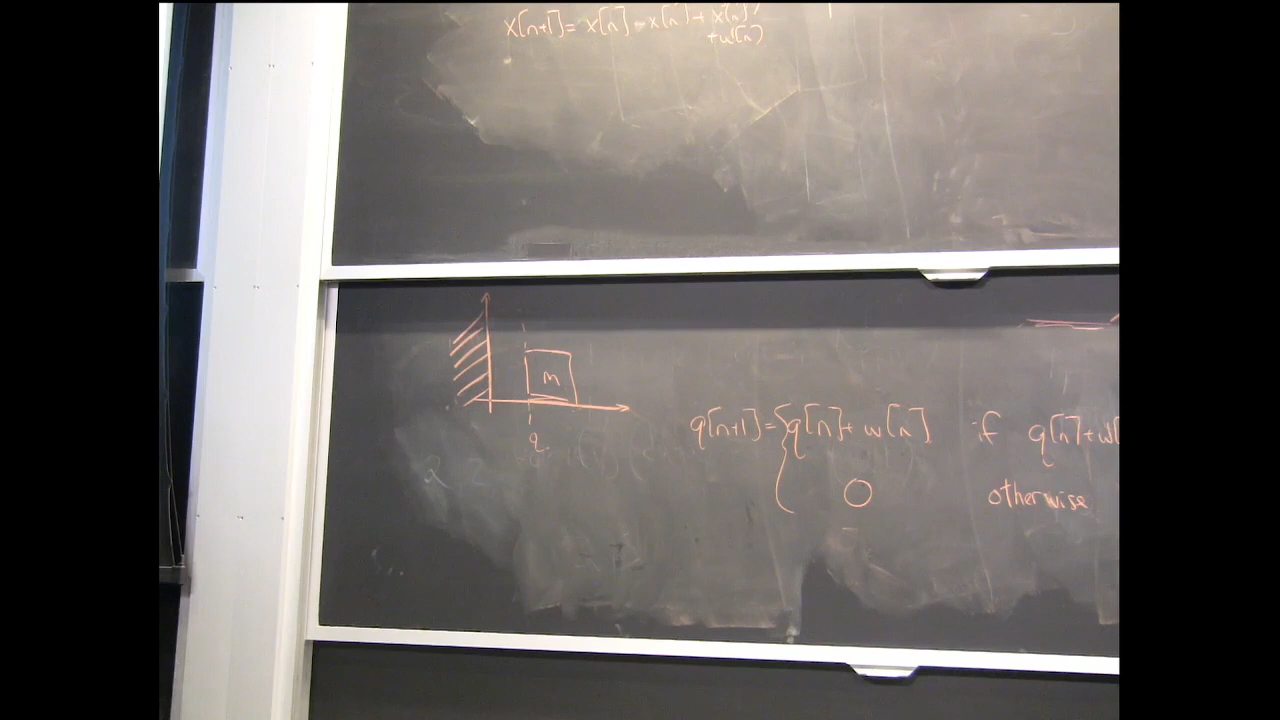 x[n+1] = x[n] - x[n] + x[n]
+w[n]
m
q
q[n+1] = { q[n] + w[n] if q[n]+w[
0 otherwise